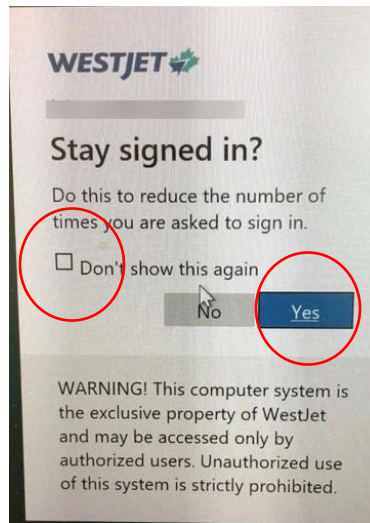 WESTJET
Stay signed in?
Do this to reduce the number of
times you are asked to sign in.
Don't show this again
No Yes
WARNING! This computer system is
the exclusive property of WestJet
and may be accessed only by
authorized users. Unauthorized use
of this system is strictly prohibited.